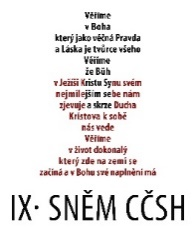 Věříme
v Boha
který jako věčná Pravda
a Láska je tvůrce všeho
Věříme
že Bůh
v Ježíši Kristu Synu svém
nejmilejším sebe nám
zjevuje a skrze Ducha
Kristova k sobě
nás vede
Věříme
v život dokonalý
který zde na zemi se
začíná a v Bohu své naplnění má
IX· SNĚM CČSH